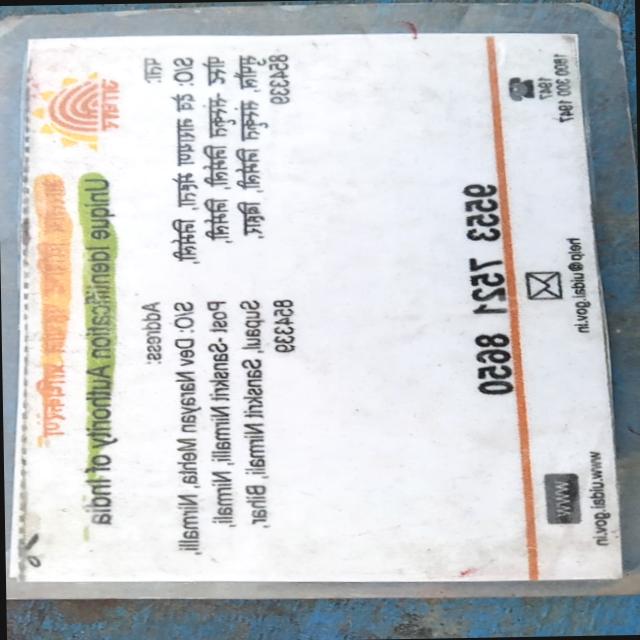 भारतीय विशिष्ट पहचान प्राधिकरण
Unique Identification Authority of India
पता:
S/O: देव नारायण मेहता, निर्मली,
पोस्ट -संस्कृत निर्मली, निर्मली,
सुपौल, संस्कृत निर्मली, बिहार,
854339
Address:
S/O: Dev Narayan Mehta, Nirmali,
Post -Sanskrit Nirmali, Nirmali,
Supaul, Sanskrit Nirmali, Bihar,
854339
9553 7521 8650
1947
1800 300 1947
help@uidai.gov.in
WWW
www.uidai.gov.in